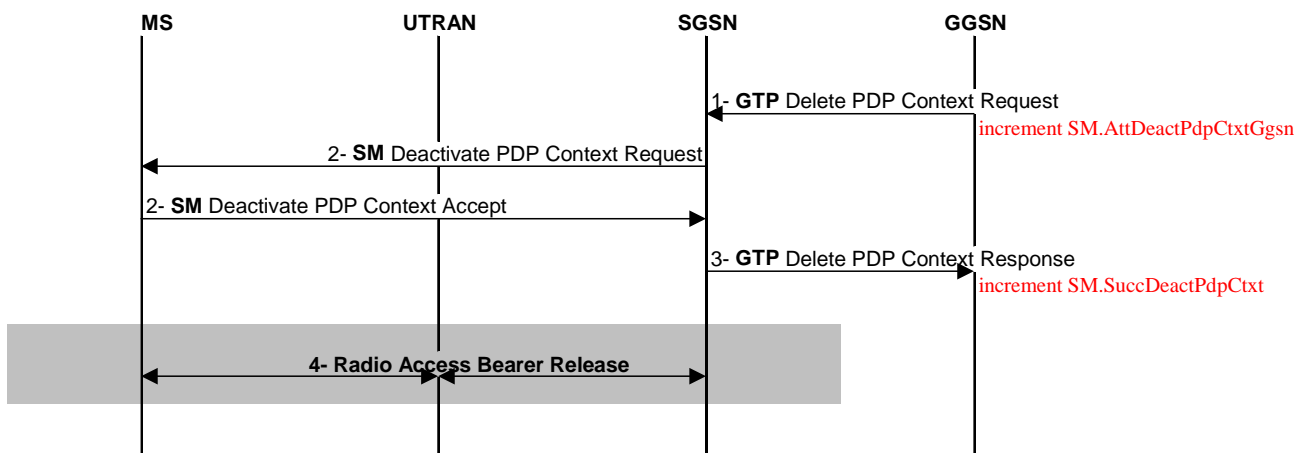 MS UTRAN SGSN GGSN
1- GTP Delete PDP Context Request
increment SM.AttDeactPdpCtxtGgsn
2- SM Deactivate PDP Context Request
2- SM Deactivate PDP Context Accept
3- GTP Delete PDP Context Response
increment SM.SuccDeactPdpCtxt
4- Radio Access Bearer Release